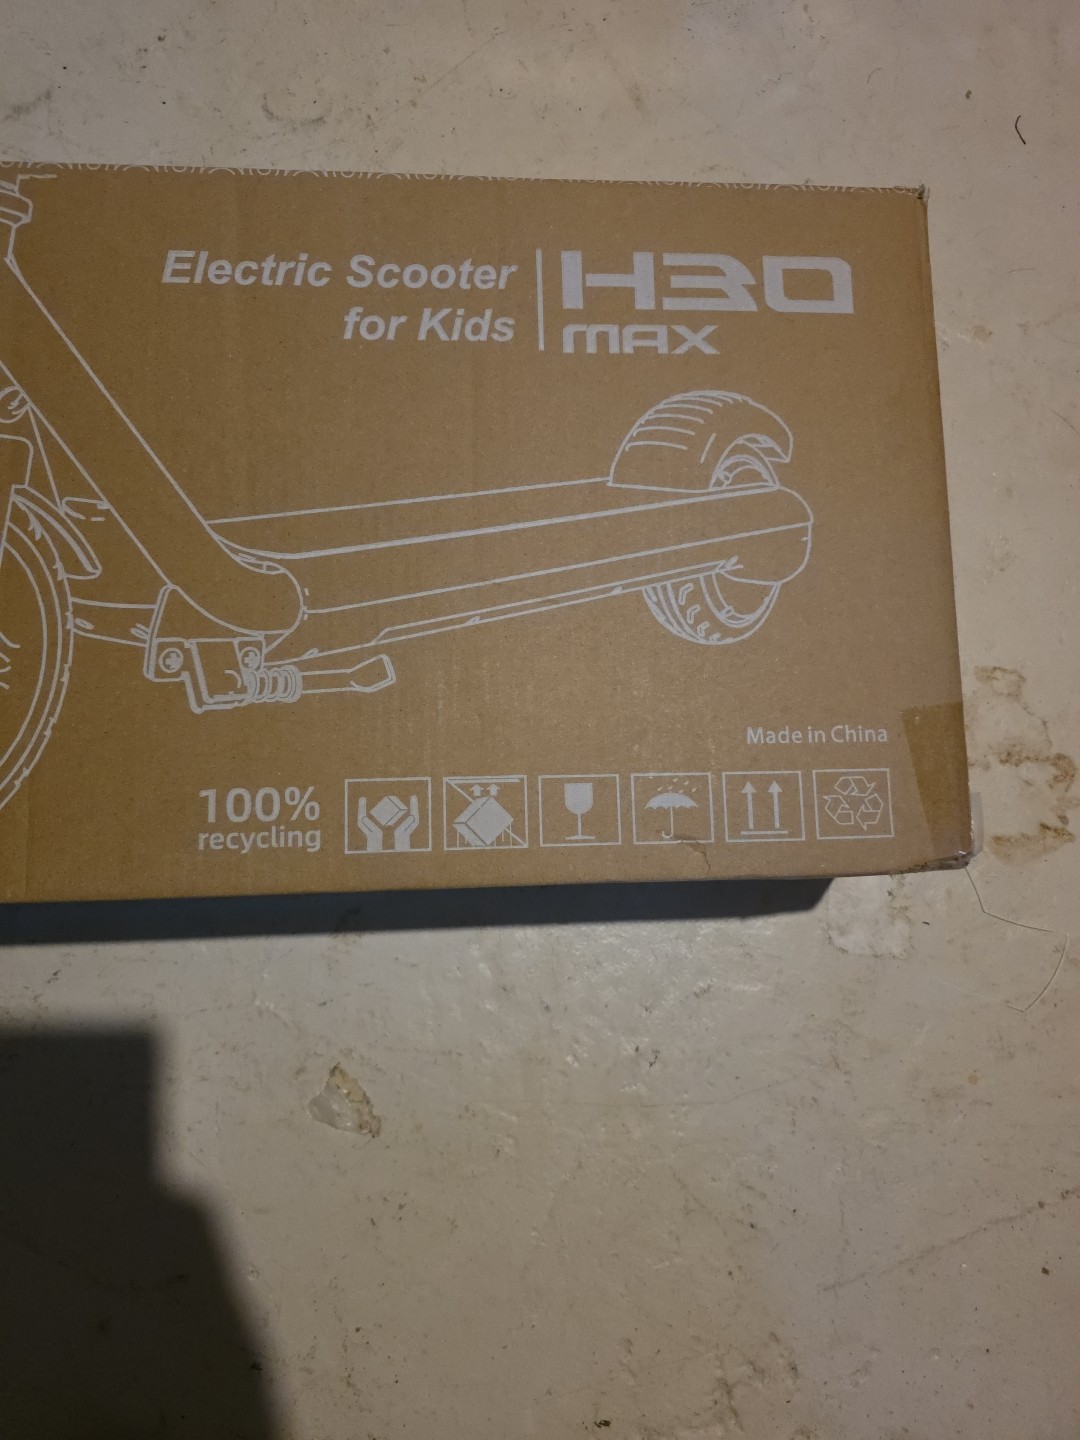 Electric Scooter
for Kids
H30
MAX
Made in China
100%
recycling